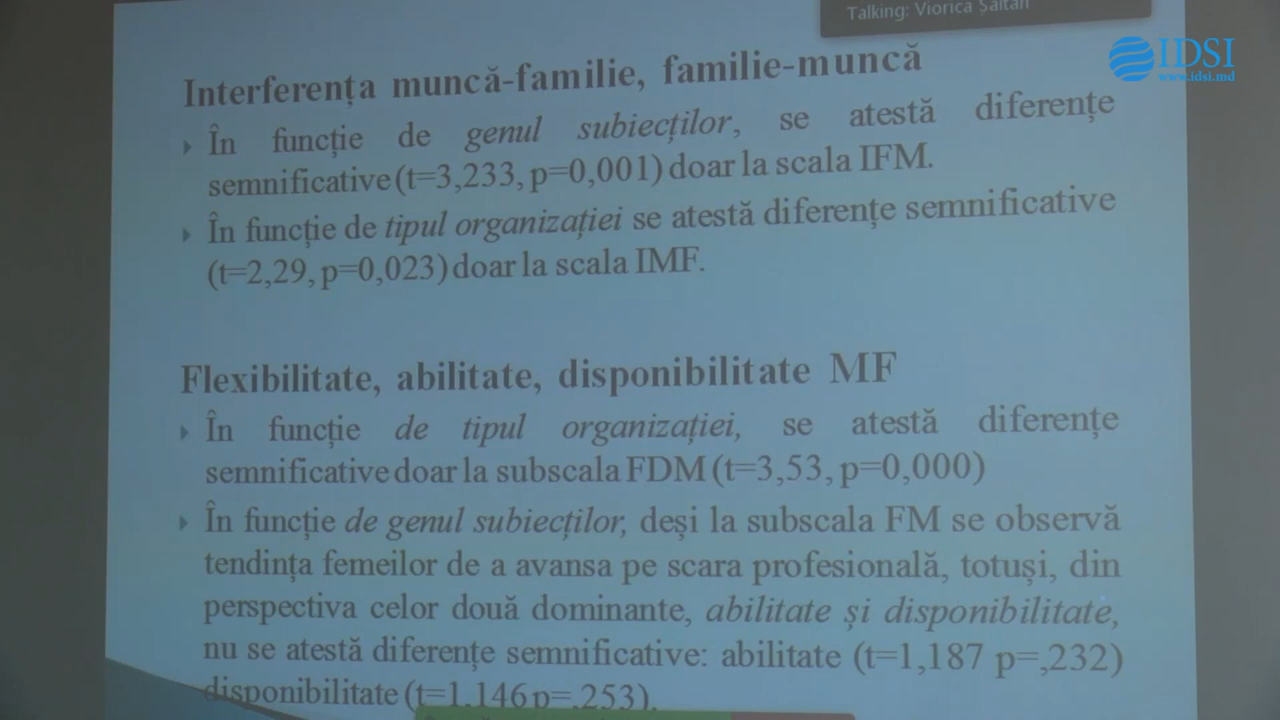 Talking: Viorica Șaltan
IDSI
www.idsi.md
Interferența muncă-familie, familie-muncă
În funcție de genul subiecților, se atestă diferențe
semnificative (t=3,233, p=0,001) doar la scala IFM.
În funcție de tipul organizației se atestă diferențe semnificative
(t=2,29, p=0,023) doar la scala IMF.
Flexibilitate, abilitate, disponibilitate MF
În funcție de tipul organizației, se atestă diferențe
semnificative doar la subscala FDM (t=3,53, p=0,000)
În funcție de genul subiecților, deși la subscala FM se observă
tendința femeilor de a avansa pe scara profesională, totuși, din
perspectiva celor două dominante, abilitate și disponibilitate,
nu se atestă diferențe semnificative: abilitate (t=1,187 p=,232)
disponibilitate (t=1,146 p=,253).